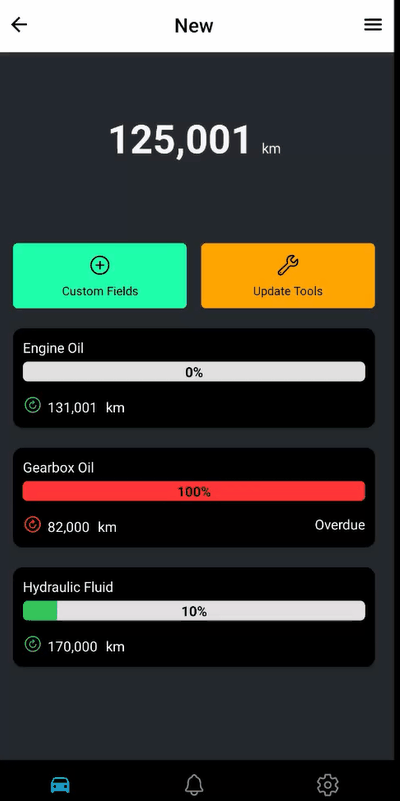 New
125,001 km
Custom Fields
Update Tools
Engine Oil
0%
131,001 km
Gearbox Oil
100%
82,000 km
Overdue
Hydraulic Fluid
10%
170,000 km